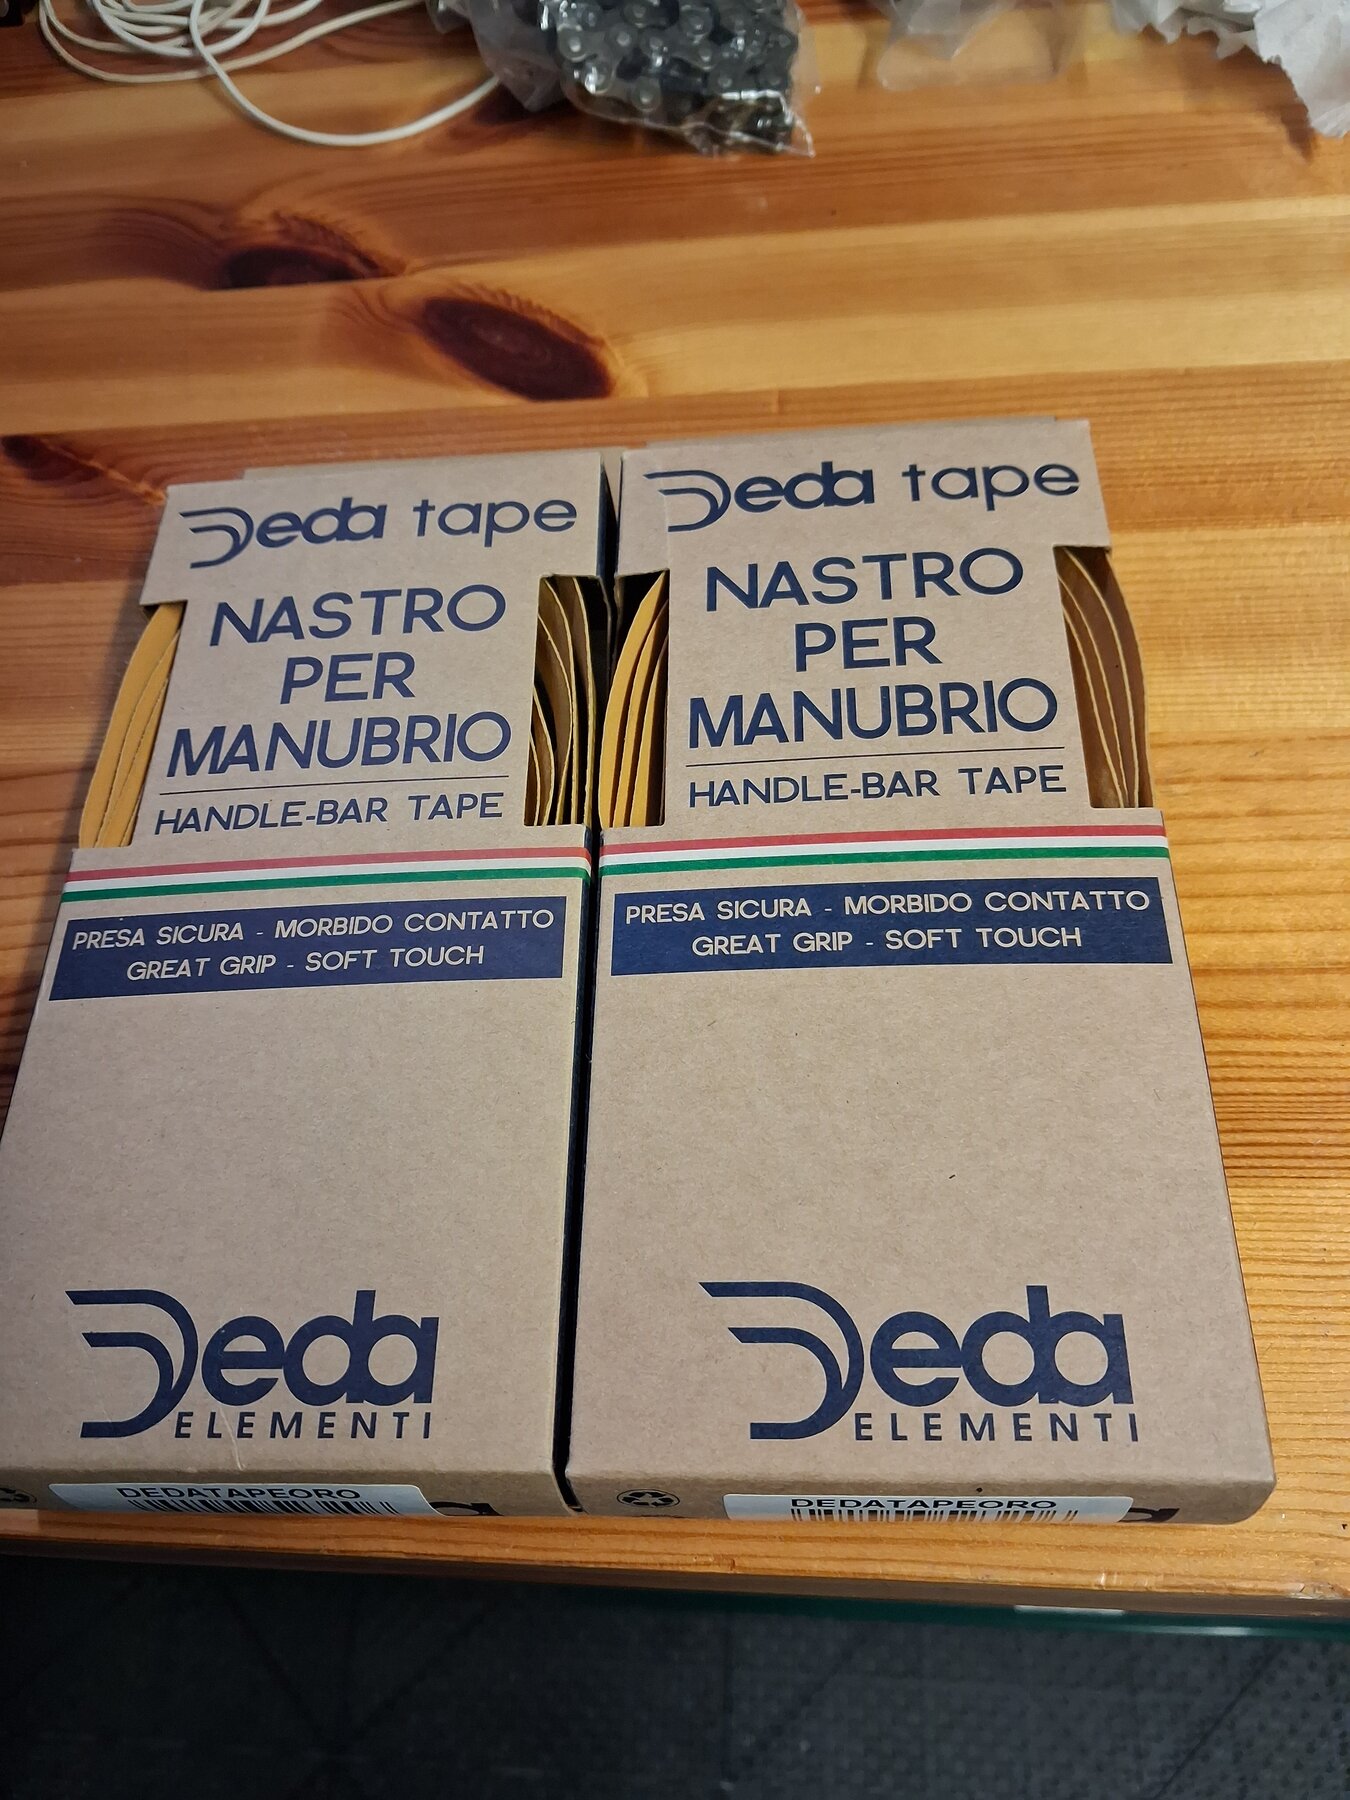 Deda tape
NASTRO
PER
MANUBRIO
HANDLE-BAR TAPE
PRESA SICURA - MORBIDO CONTATTO
GREAT GRIP - SOFT TOUCH
Deda
ELEMENTI
DEDATAPEORO
Deda tape
NASTRO
PER
MANUBRIO
HANDLE-BAR TAPE
PRESA SICURA - MORBIDO CONTATTO
GREAT GRIP - SOFT TOUCH
Deda
ELEMENTI
DEDATAPEORO